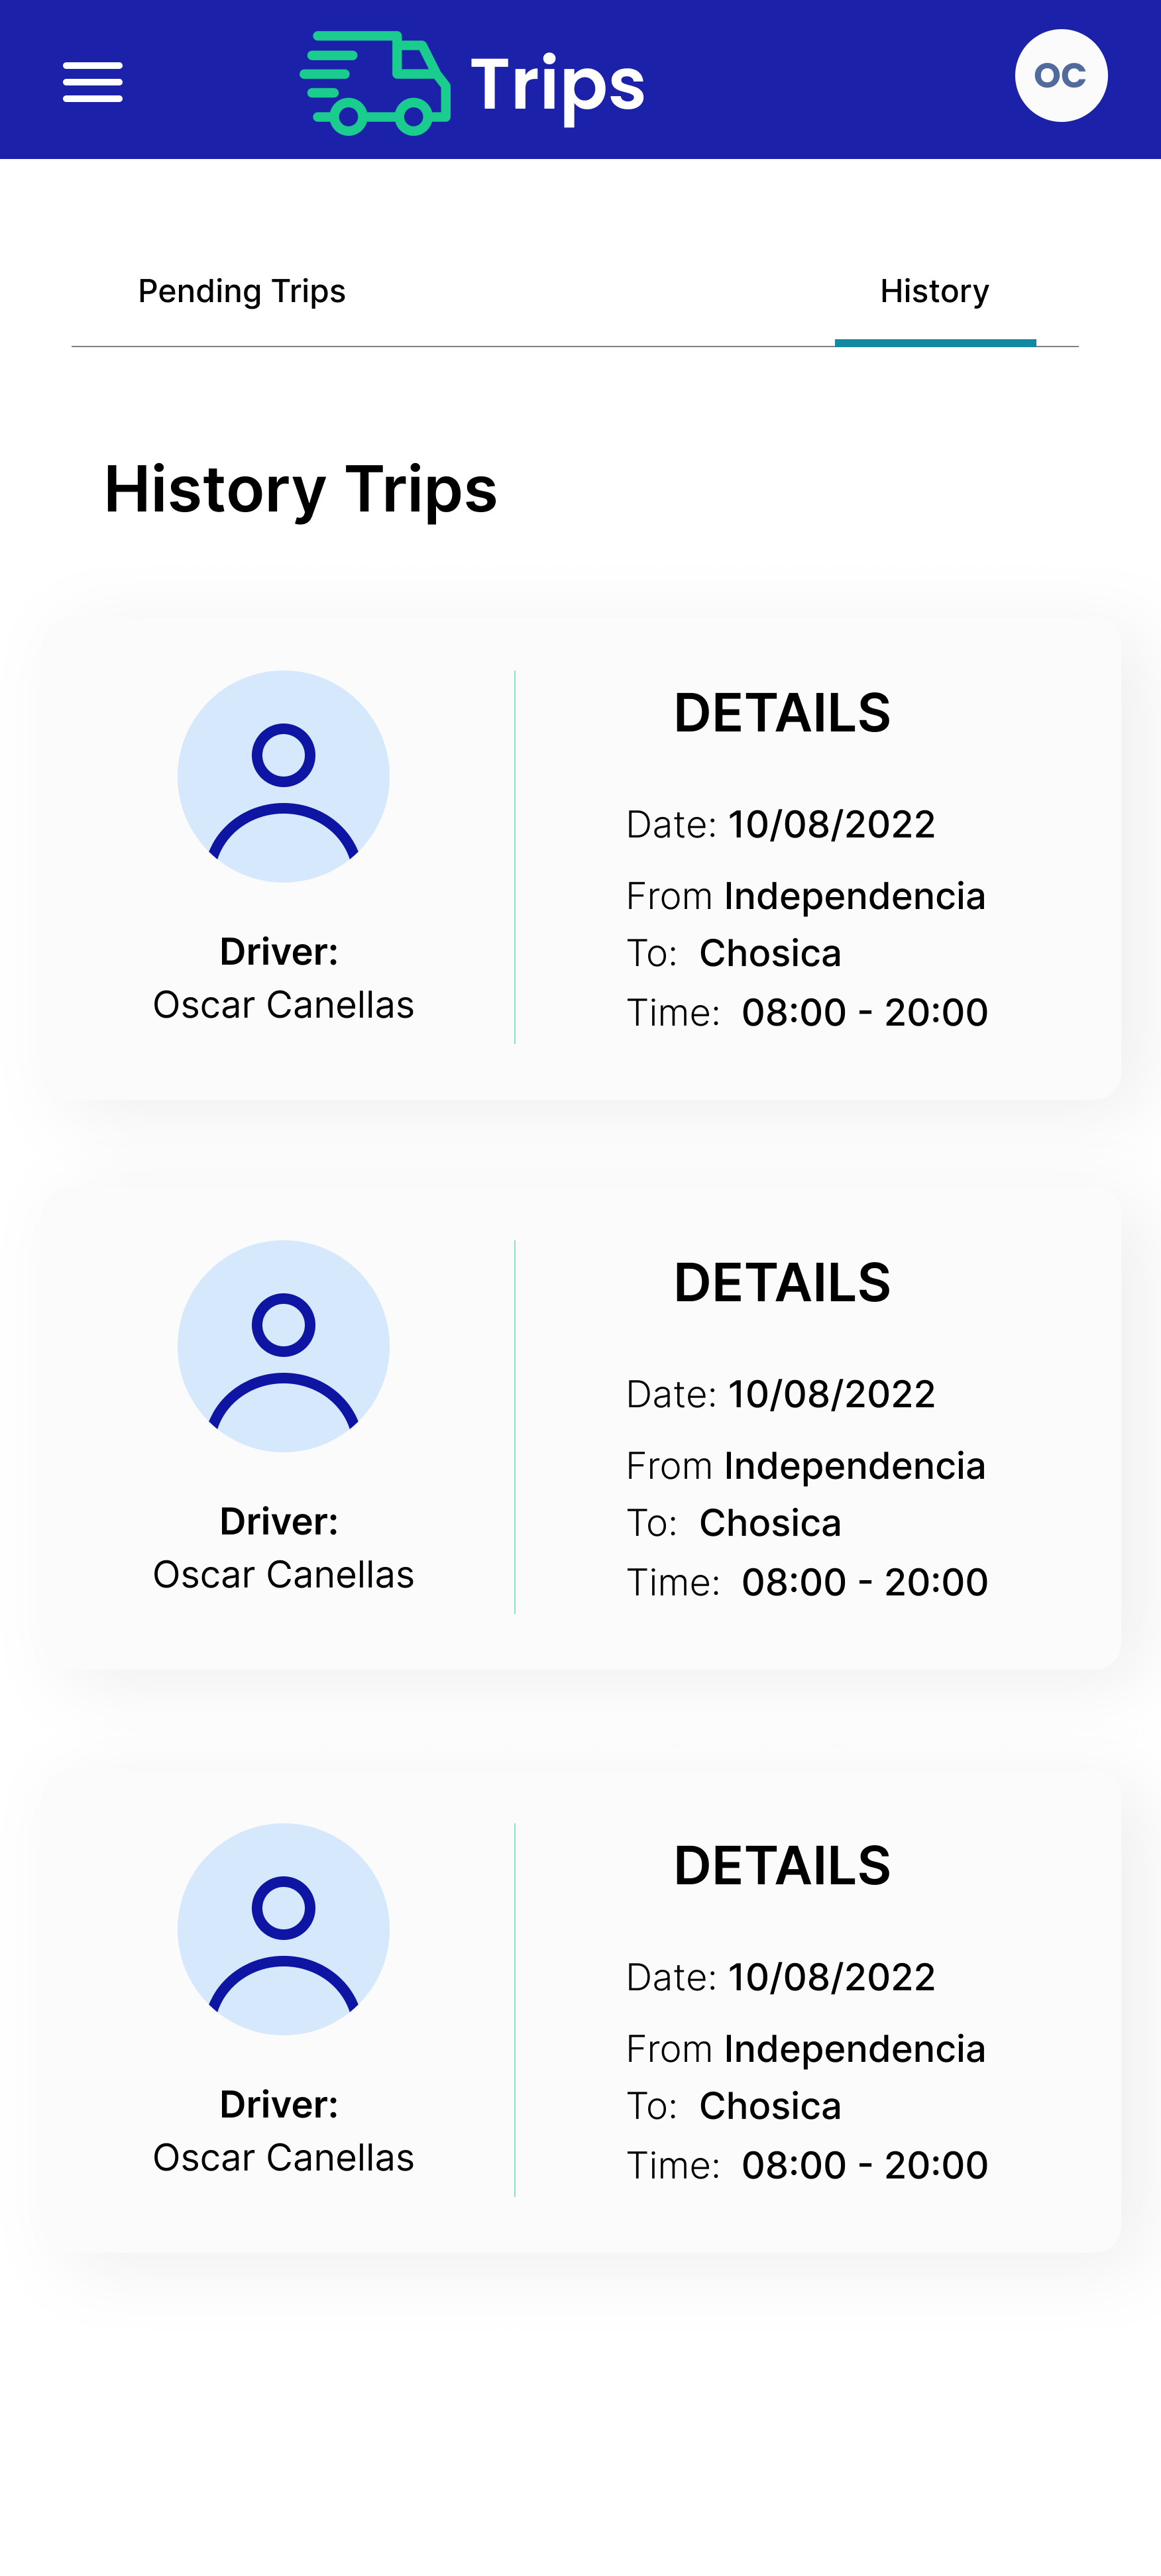 Trips
OC
Pending Trips
History
History Trips
DETAILS
Date: 10/08/2022
From Independencia
To: Chosica
Time: 08:00 - 20:00
Driver:
Oscar Canellas
DETAILS
Date: 10/08/2022
From Independencia
To: Chosica
Time: 08:00 - 20:00
Driver:
Oscar Canellas
DETAILS
Date: 10/08/2022
From Independencia
To: Chosica
Time: 08:00 - 20:00
Driver:
Oscar Canellas